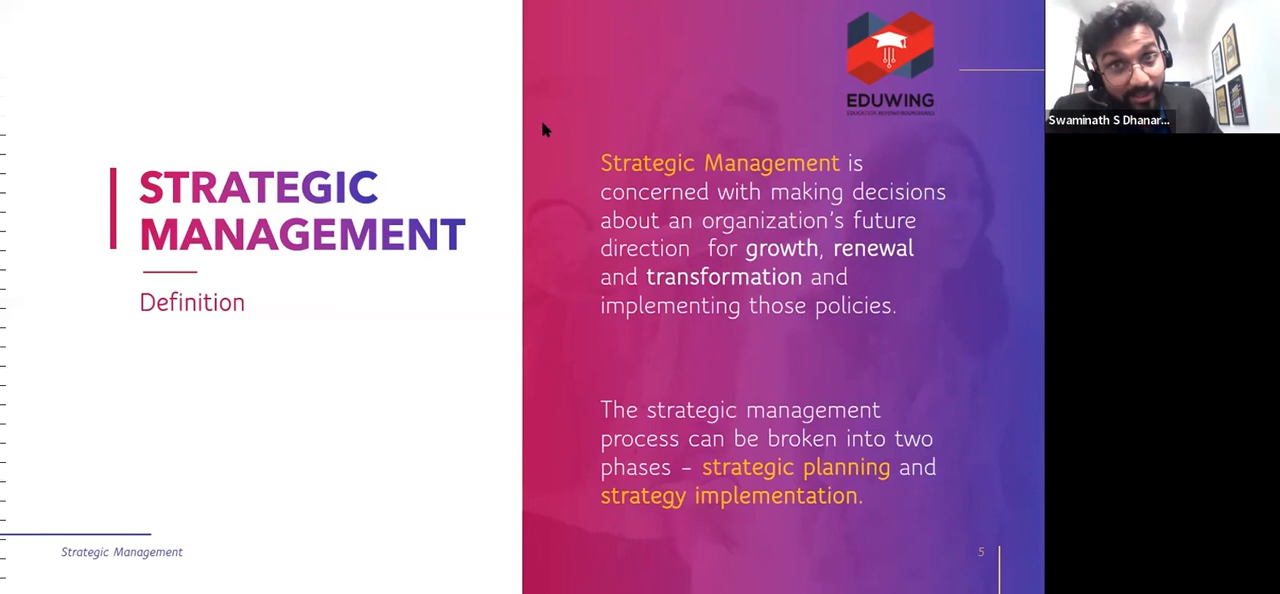 STRATEGIC
MANAGEMENT
Definition
Strategic Management
EDUWING
Strategic Management is
concerned with making decisions
about an organization's future
direction for growth, renewal
and transformation and
implementing those policies.
The strategic management
process can be broken into two
phases – strategic planning and
strategy implementation.
5
Swaminath S Dhanar...